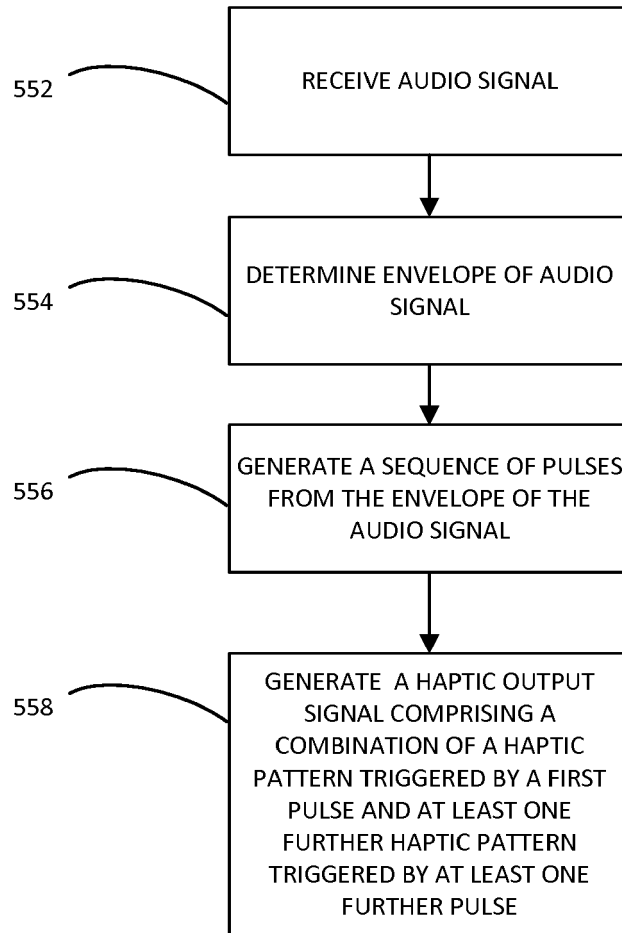 552
RECEIVE AUDIO SIGNAL
554
DETERMINE ENVELOPE OF AUDIO
SIGNAL
556
GENERATE A SEQUENCE OF PULSES
FROM THE ENVELOPE OF THE
AUDIO SIGNAL
558
GENERATE A HAPTIC OUTPUT
SIGNAL COMPRISING A
COMBINATION OF A HAPTIC
PATTERN TRIGGERED BY A FIRST
PULSE AND AT LEAST ONE
FURTHER HAPTIC PATTERN
TRIGGERED BY AT LEAST ONE
FURTHER PULSE